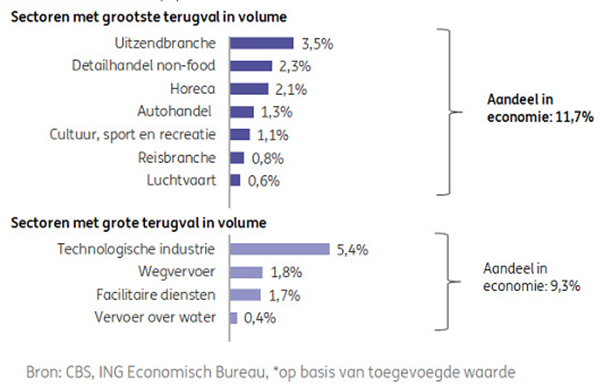 Sectoren met grootste terugval in volume
Uitzendbranche 3,5%
Detailhandel non-food 2,3%
Horeca 2,1%
Autohandel 1,3%
Cultuur, sport en recreatie 1,1%
Reisbranche 0,8%
Luchtvaart 0,6%
Aandeel in
economie: 11,7%
Sectoren met grote terugval in volume
Technologische industrie 5,4%
Wegvervoer 1,8%
Facilitaire diensten 1,7%
Vervoer over water 0,4%
Aandeel in
economie: 9,3%
Bron: CBS, ING Economisch Bureau, *op basis van toegevoegde waarde